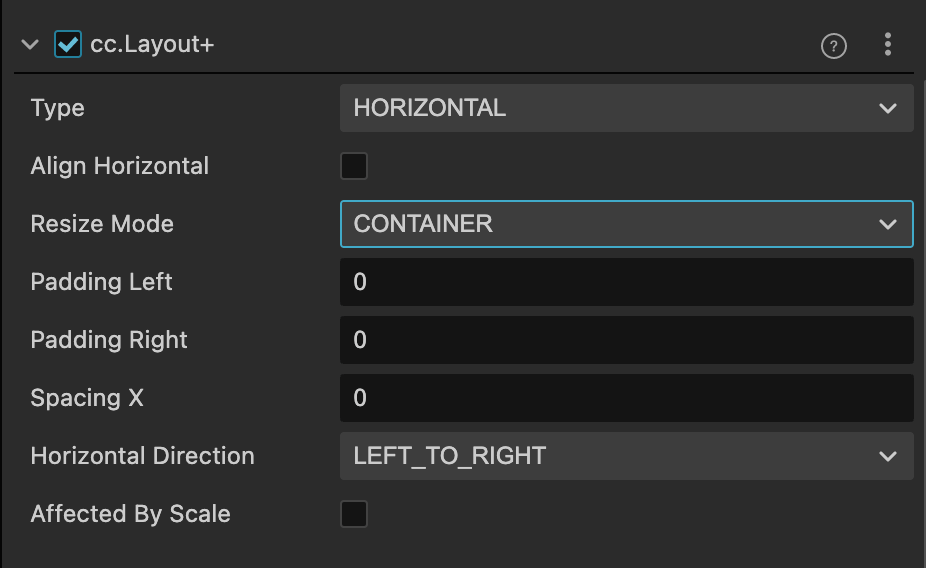 cc.Layout+
?
Type HORIZONTAL
Align Horizontal
Resize Mode CONTAINER
Padding Left 0
Padding Right 0
Spacing X 0
Horizontal Direction LEFT_TO_RIGHT
Affected By Scale